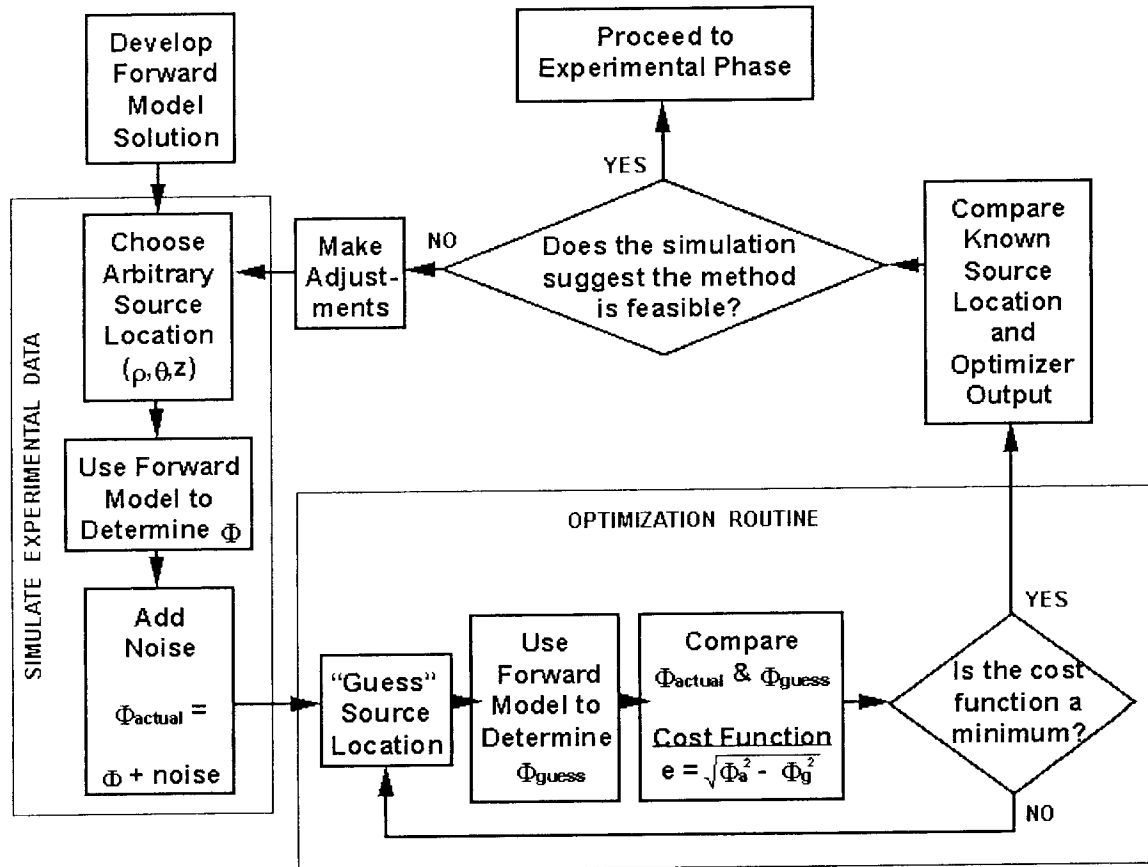 Develop
Forward
Model
Solution
Proceed to
Experimental Phase
YES
NO
Does the simulation
suggest the method
is feasible?
Make
Adjust-
ments
Compare
Known
Source
Location
and
Optimizer
Output
SIMULATE EXPERIMENTAL DATA
Choose
Arbitrary
Source
Location
(ρ,θ,z)
Use Forward
Model to
Determine Φ
Add
Noise
Φactual =
Φ + noise
OPTIMIZATION ROUTINE
"Guess"
Source
Location
Use
Forward
Model to
Determine
Φguess
Compare
Φactual & Φguess
Cost Function
e = √Φa² - Φg²
YES
Is the cost
function a
minimum?
NO